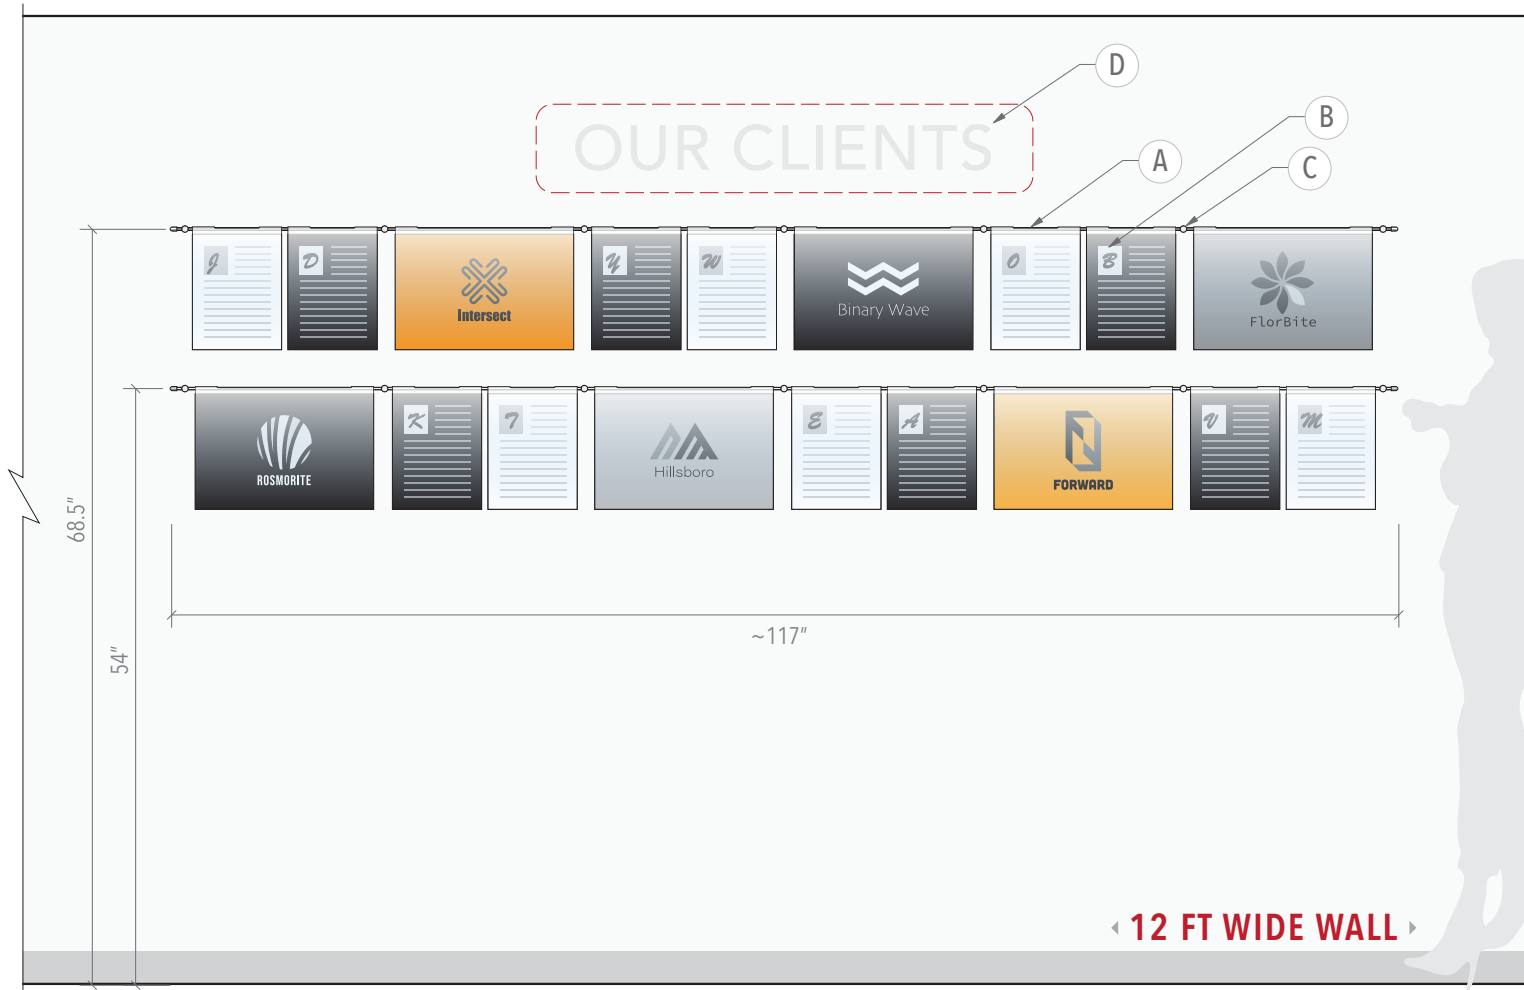 D
B
OUR CLIENTS
A
C
J
D
Intersect
Y
W
Binary Wave
O
B
FlorBite
ROSMORITE
K
T
Hillsboro
E
A
FORWARD
V
M
68.5"
54"
~117"
12 FT WIDE WALL